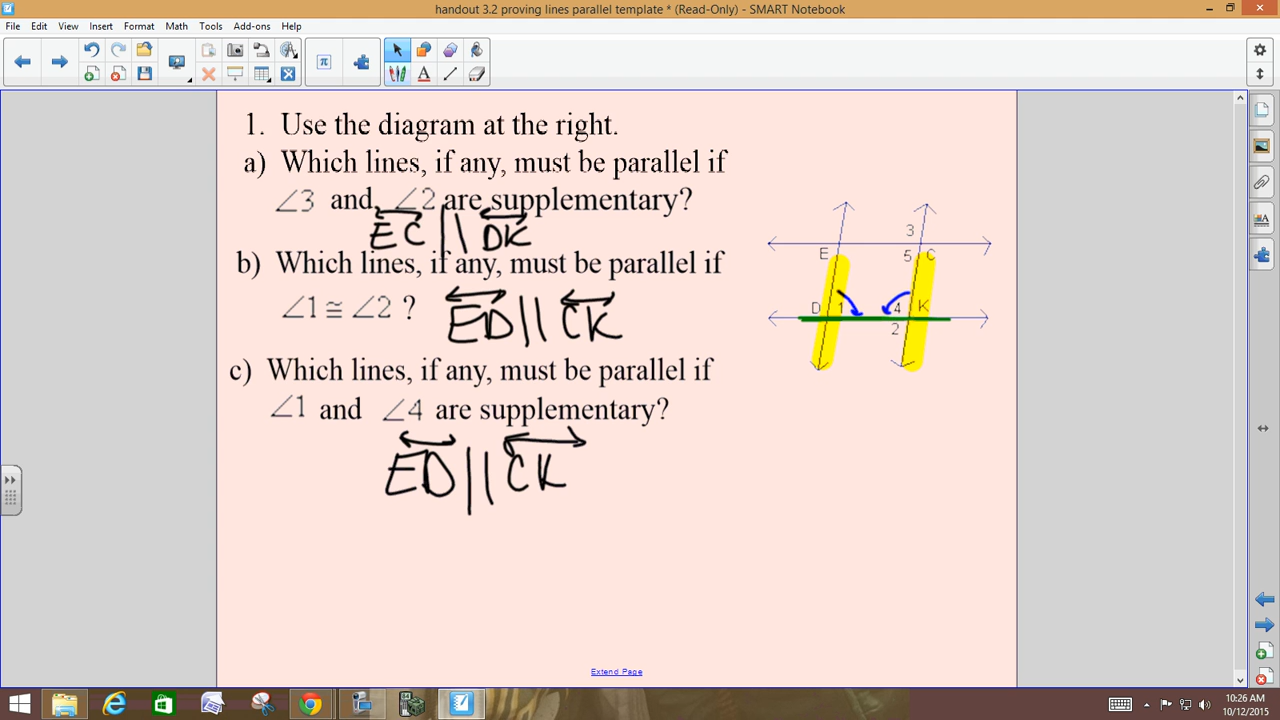 handout 3.2 proving lines parallel template * (Read-Only) - SMART Notebook
File Edit View Insert Format Math Tools Add-ons Help
1. Use the diagram at the right.
a) Which lines, if any, must be parallel if
∠3 and, ∠2 are supplementary?
EC || DK
b) Which lines, if any, must be parallel if
∠1 ≅ ∠2 ?
ED || CK
c) Which lines, if any, must be parallel if
∠1 and ∠4 are supplementary?
ED || CK
3
E 5 C
D 1 4 K
2
Extend Page
10:26 AM
10/12/2015